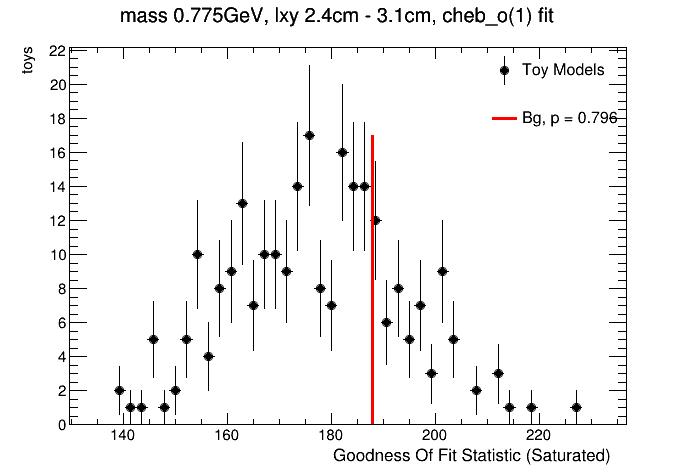 mass 0.775GeV, lxy 2.4cm - 3.1cm, cheb_o(1) fit
toys
22
20
18
16
14
12
10
8
6
4
2
0
Toy Models
Bg, p = 0.796
140 160 180 200 220
Goodness Of Fit Statistic (Saturated)